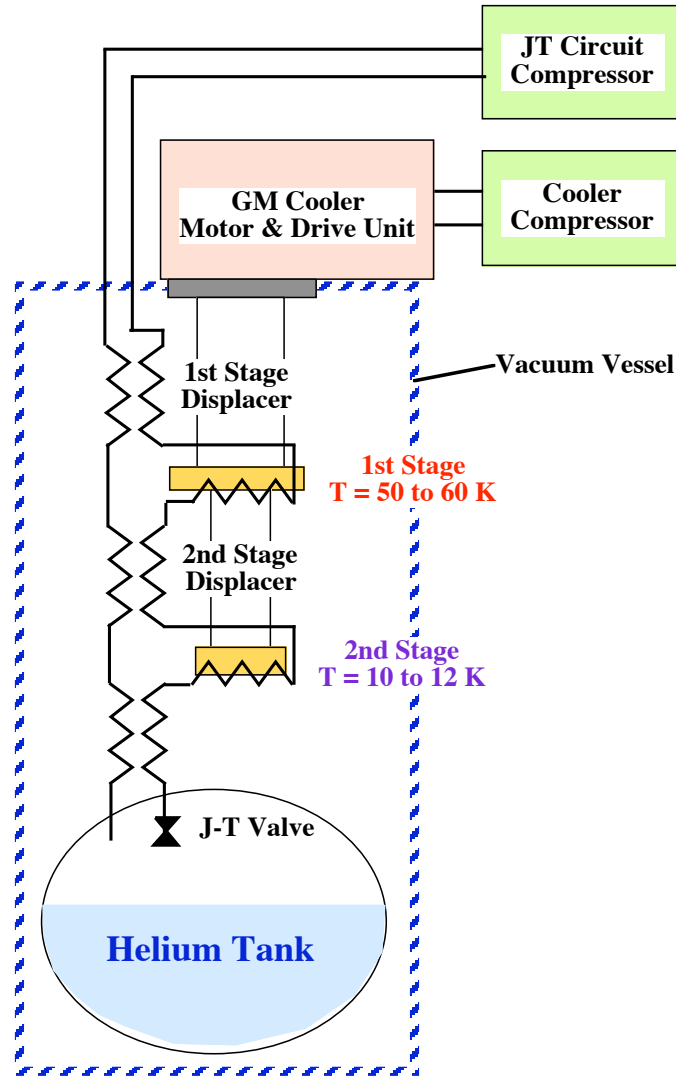 JT Circuit
Compressor
GM Cooler
Motor & Drive Unit
Cooler
Compressor
Vacuum Vessel
1st Stage
Displacer
1st Stage
T = 50 to 60 K
2nd Stage
Displacer
2nd Stage
T = 10 to 12 K
J-T Valve
Helium Tank